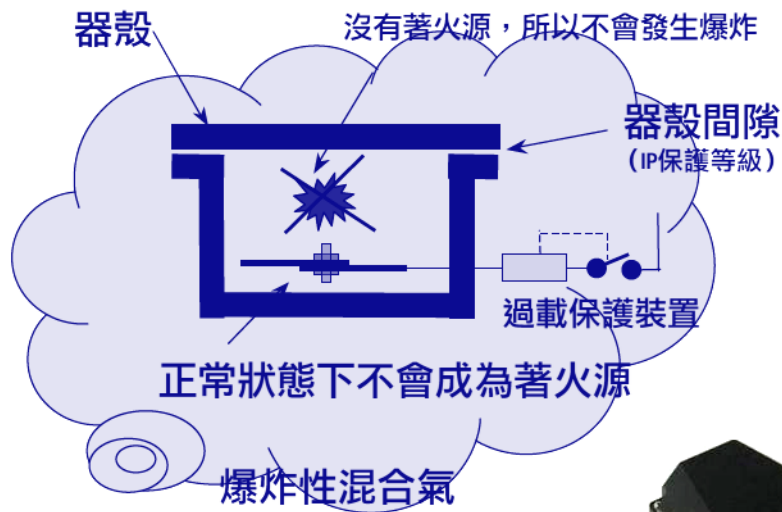 器殼
沒有著火源，所以不會發生爆炸
器殼間隙
（IP保護等級）
過載保護裝置
正常狀態下不會成為著火源
爆炸性混合氣